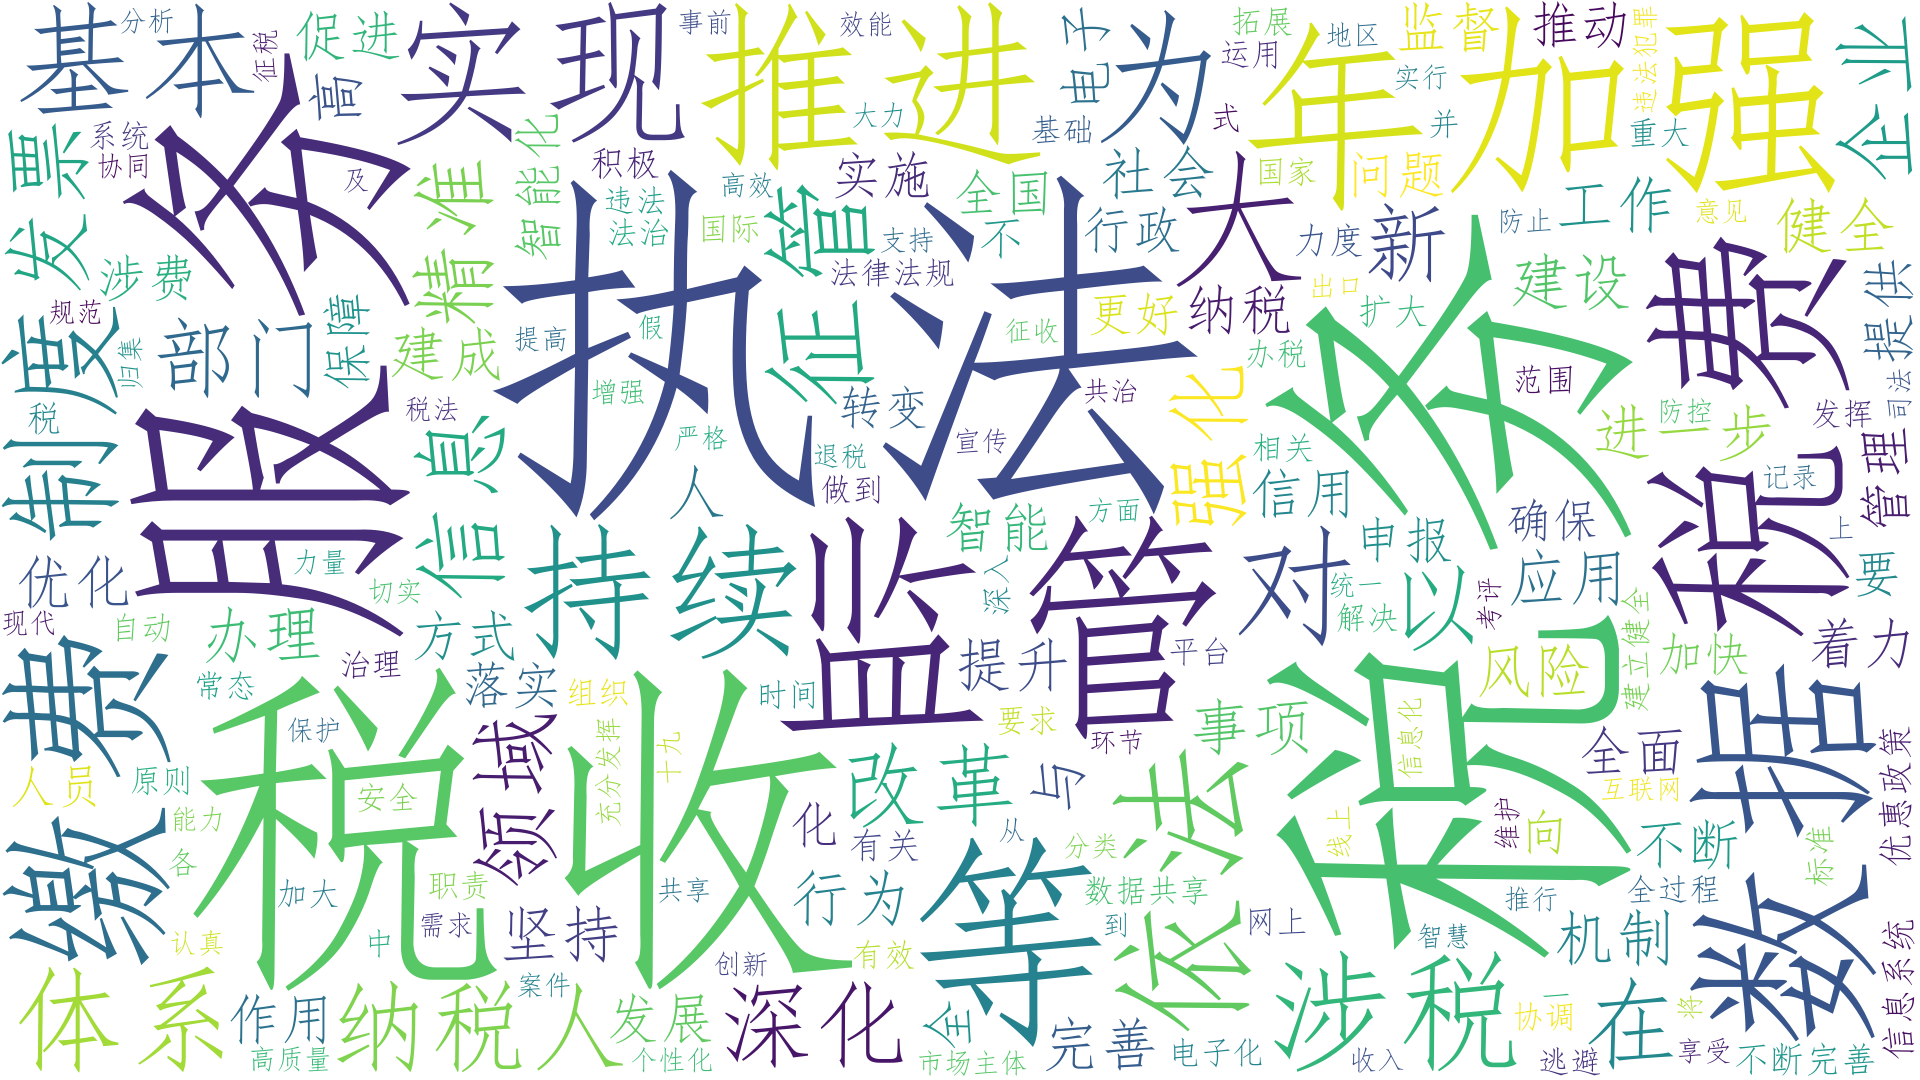 基本
分析
征税
促进
高
实现
事前
推进
效能
大力
电子
为
拓展
运用
地区
实行
年
监督
并
推动
加强
违法犯罪
重大
企业
发票
系统
协同
服务
及
精准
智能化
积极
违法
法治
高效
国际
征管
实施
支持
法律法规
全国
不
基础
社会
行政
式
大
国家
力度
问题
新
防止
工作
意见
健全
涉费
规范
制度
归集
部门
保障
建成
提高
假
执法
增强
征收
更好
纳税
办税
出口
扩大
税务
建设
税费
提供
税
税法
信息
严格
转变
退税
做到
宣传
共治
强化
相关
信用
范围
进一步
防控
发挥
司法
管理
记录
优化
力量
切实
人
持续
智能
深入
方面
监管
对
申报
统一
解决
以
考评
确保
应用
上
要
现代
自动
办理
常态
治理
方式
落实
组织
时间
提升
要求
平台
环节
事项
风险
建立健全
加快
着力
缴费
人员
原则
保护
税收
安全
领域
充分发挥
十九
改革
与
依法
信息化
全面
互联网
数据
优惠政策
能力
各
认真
加大
中
职责
需求
坚持
共享
化
有关
行为
等
从
分类
数据共享
到
网上
线上
维护
向
不断
推行
全过程
标准
体系
作用
高质量
纳税人
案件
发展
个性化
创新
深化
有效
全
市场主体
完善
电子化
涉税
智慧
收入
机制
一
协调
逃避
在
将
享受
不断完善
信息系统